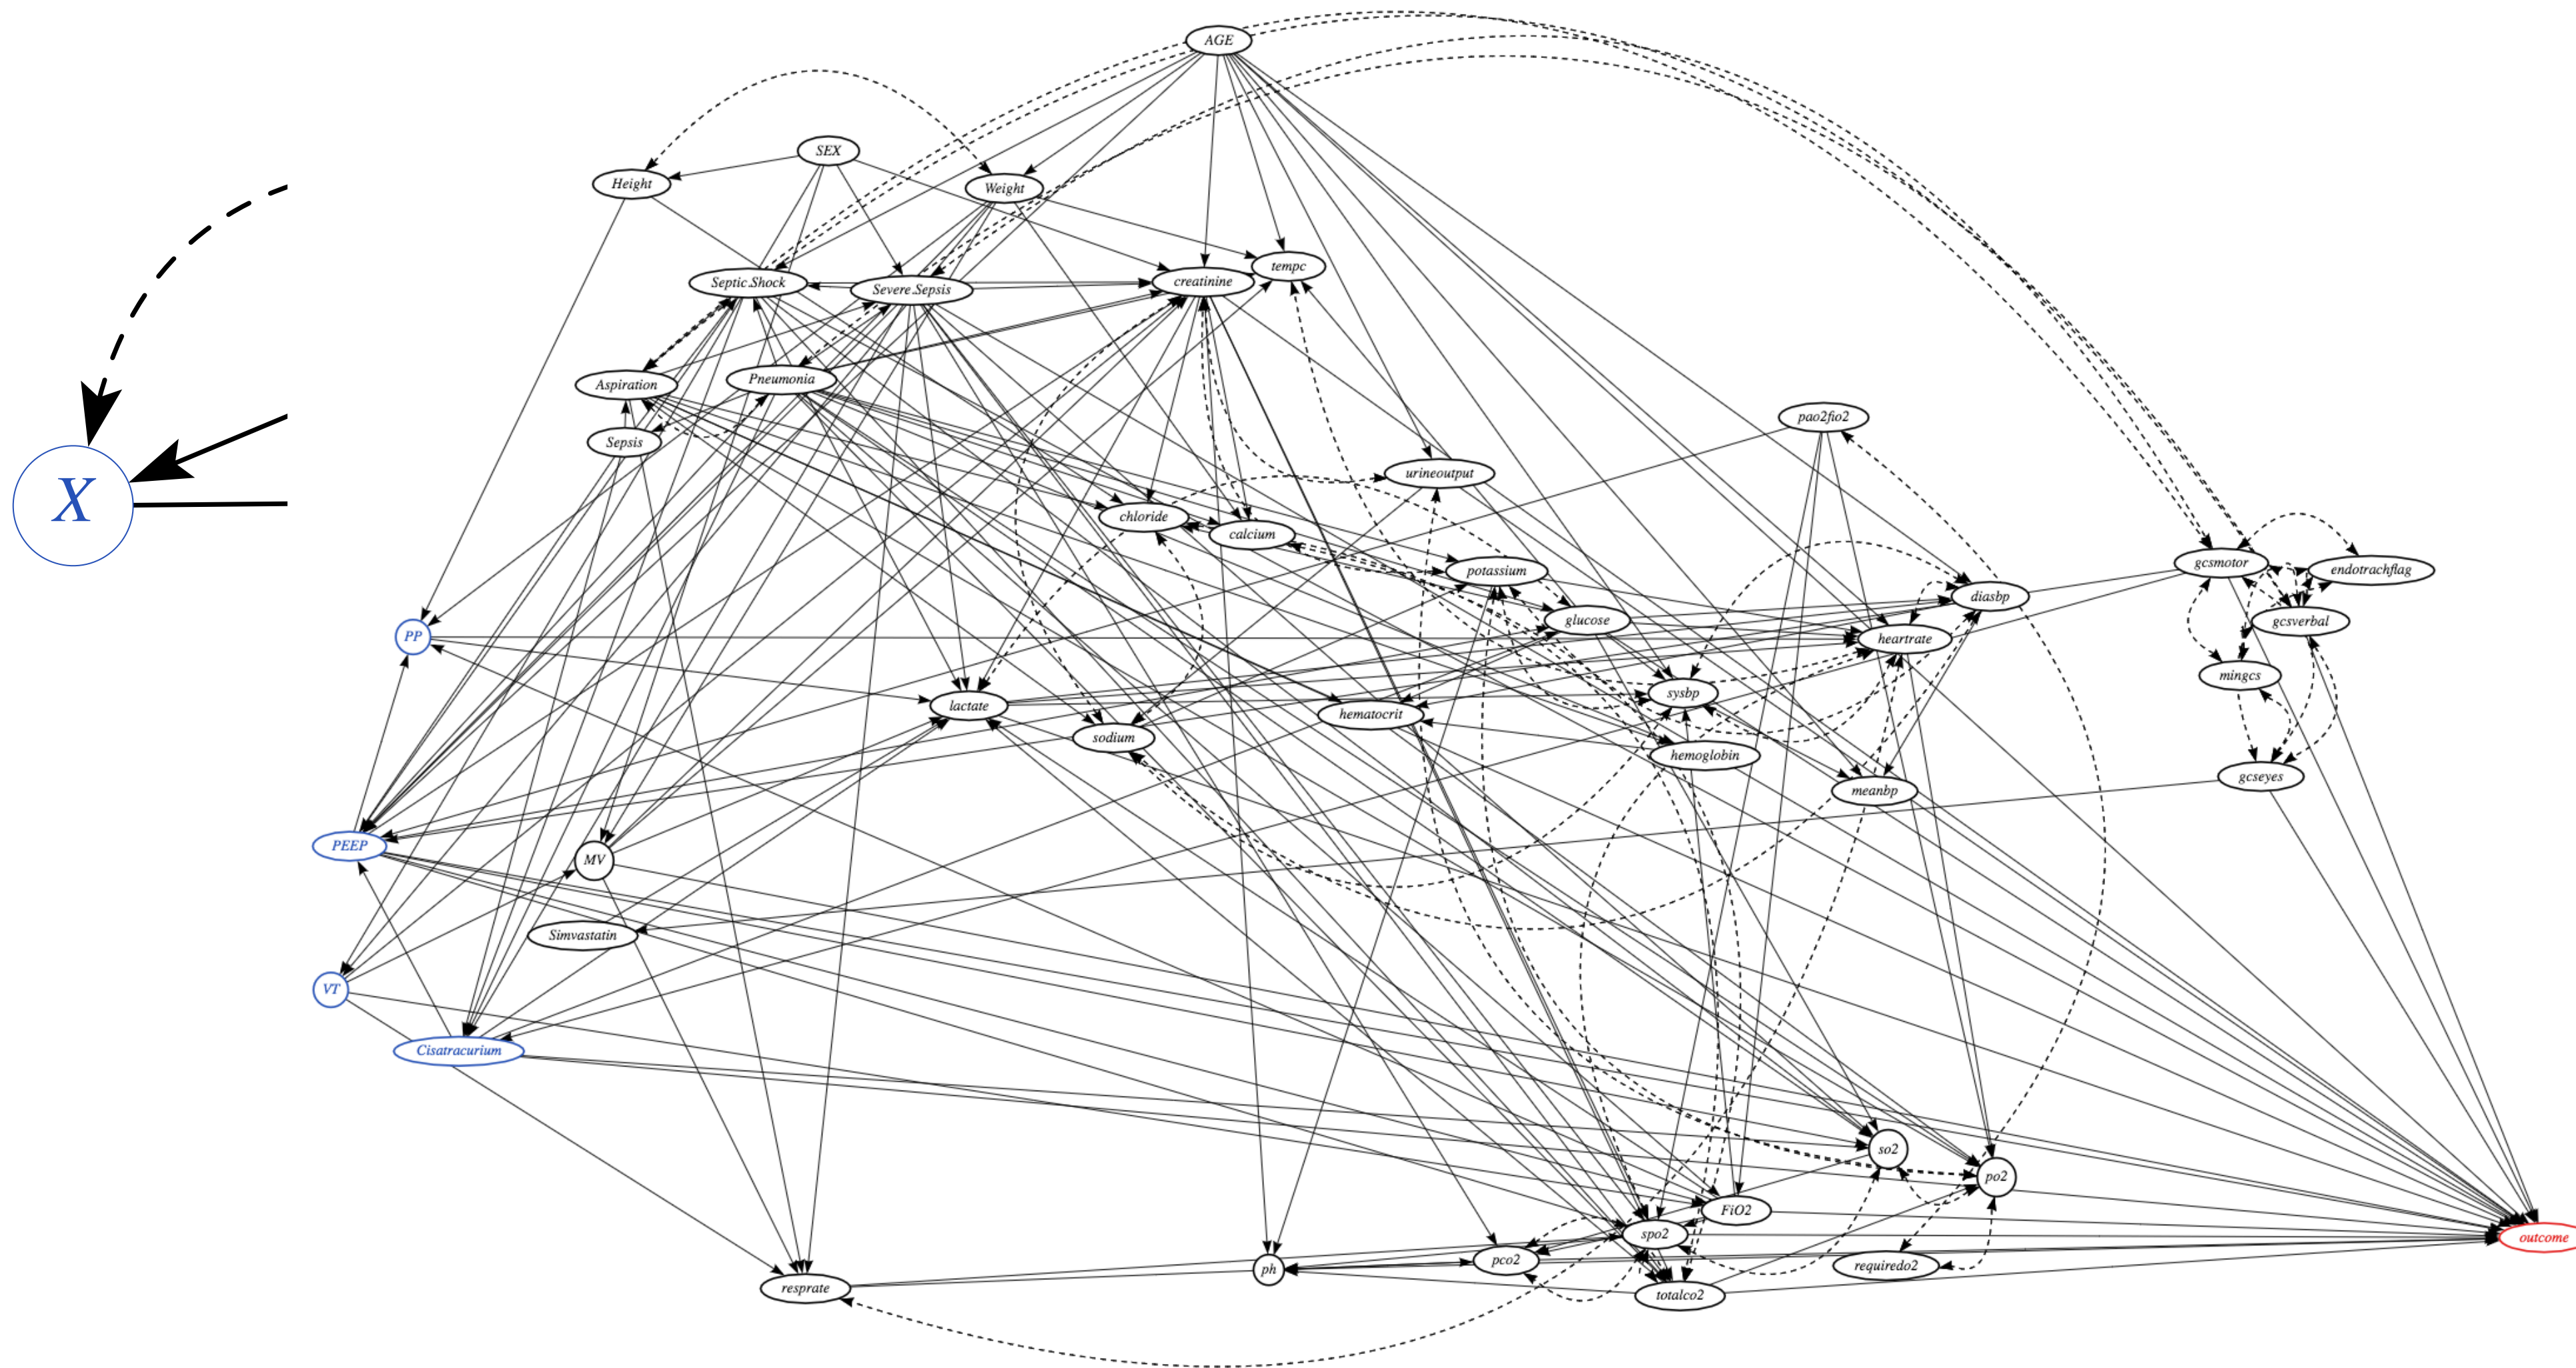 AGE
SEX
Height
Weight
tempc
Septic.Shock
Severe.Sepsis
creatinine
Aspiration
Pneumonia
pao2fio2
Sepsis
urineoutput
X
chloride
calcium
potassium
gcsmotor
endotrachflag
diasbp
glucose
gcsverbal
PP
heartrate
mingcs
sysbp
lactate
hematocrit
sodium
hemoglobin
gcseyes
meanbp
PEEP
MV
Simvastatin
VT
Cisatracurium
so2
po2
FiO2
spo2
outcome
pco2
requiredo2
ph
resprate
totalco2